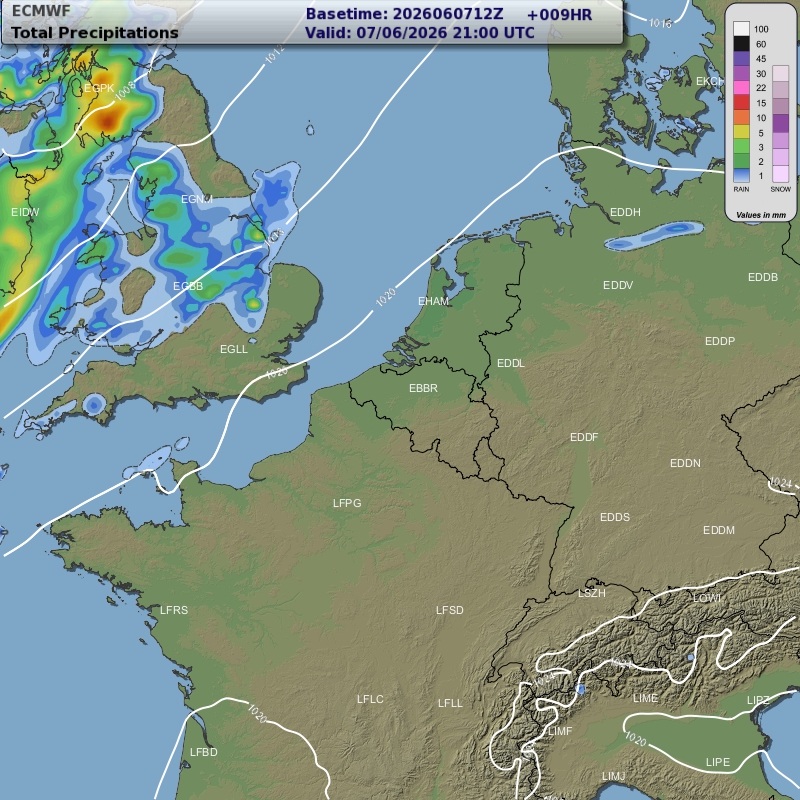 ECMWF
Basetime: 2026060712Z +009HR
Total Precipitations
Valid: 07/06/2026 21:00 UTC
1016
1012
100
60
45
30
22
15
10
5
3
2
1
RAIN SNOW
Values in mm
EGPK
1008
EKCH
EIDW
EGNM
EDDH
EGBB
EDDV
EDDB
1020
EHAM
EGLL
EDDP
EDDL
1020
EBBR
EDDF
EDDN
1024
LFPG
EDDS
EDDM
LFRS
LFSD
LSZH
LOWI
1024
LFLC
LFLL
LIME
LIPZ
1020
LIMF
1020
LFBD
LIPE
LIMJ